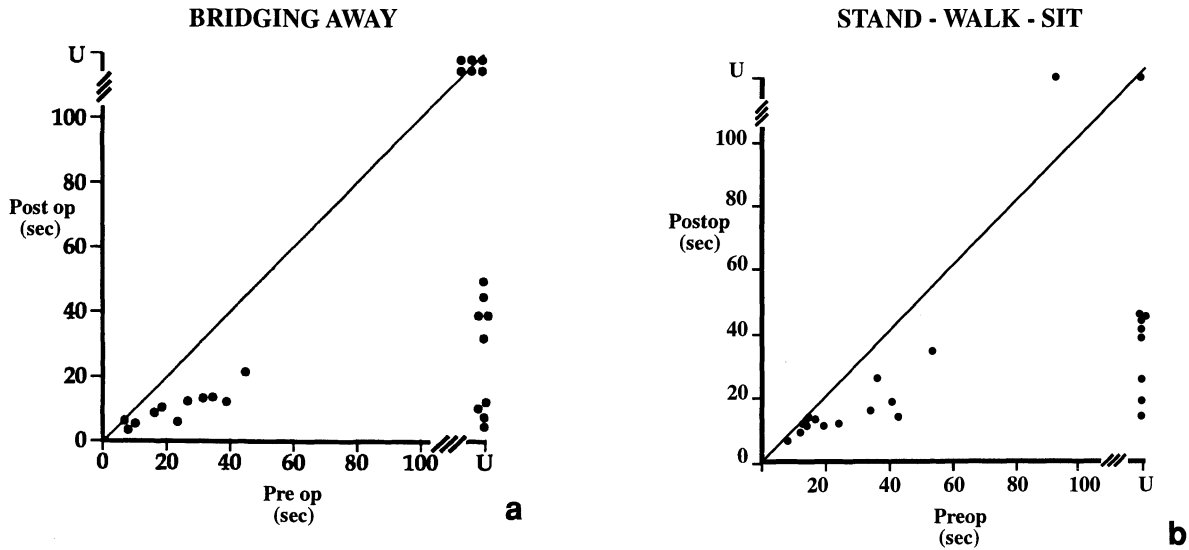 BRIDGING AWAY
U
100
80
Post op
(sec)
60
40
20
0
0 20 40 60 80 100 U
Pre op
(sec)
a
STAND - WALK - SIT
U
100
80
Postop
(sec)
60
40
20
0
20 40 60 80 100 U
Preop
(sec)
b